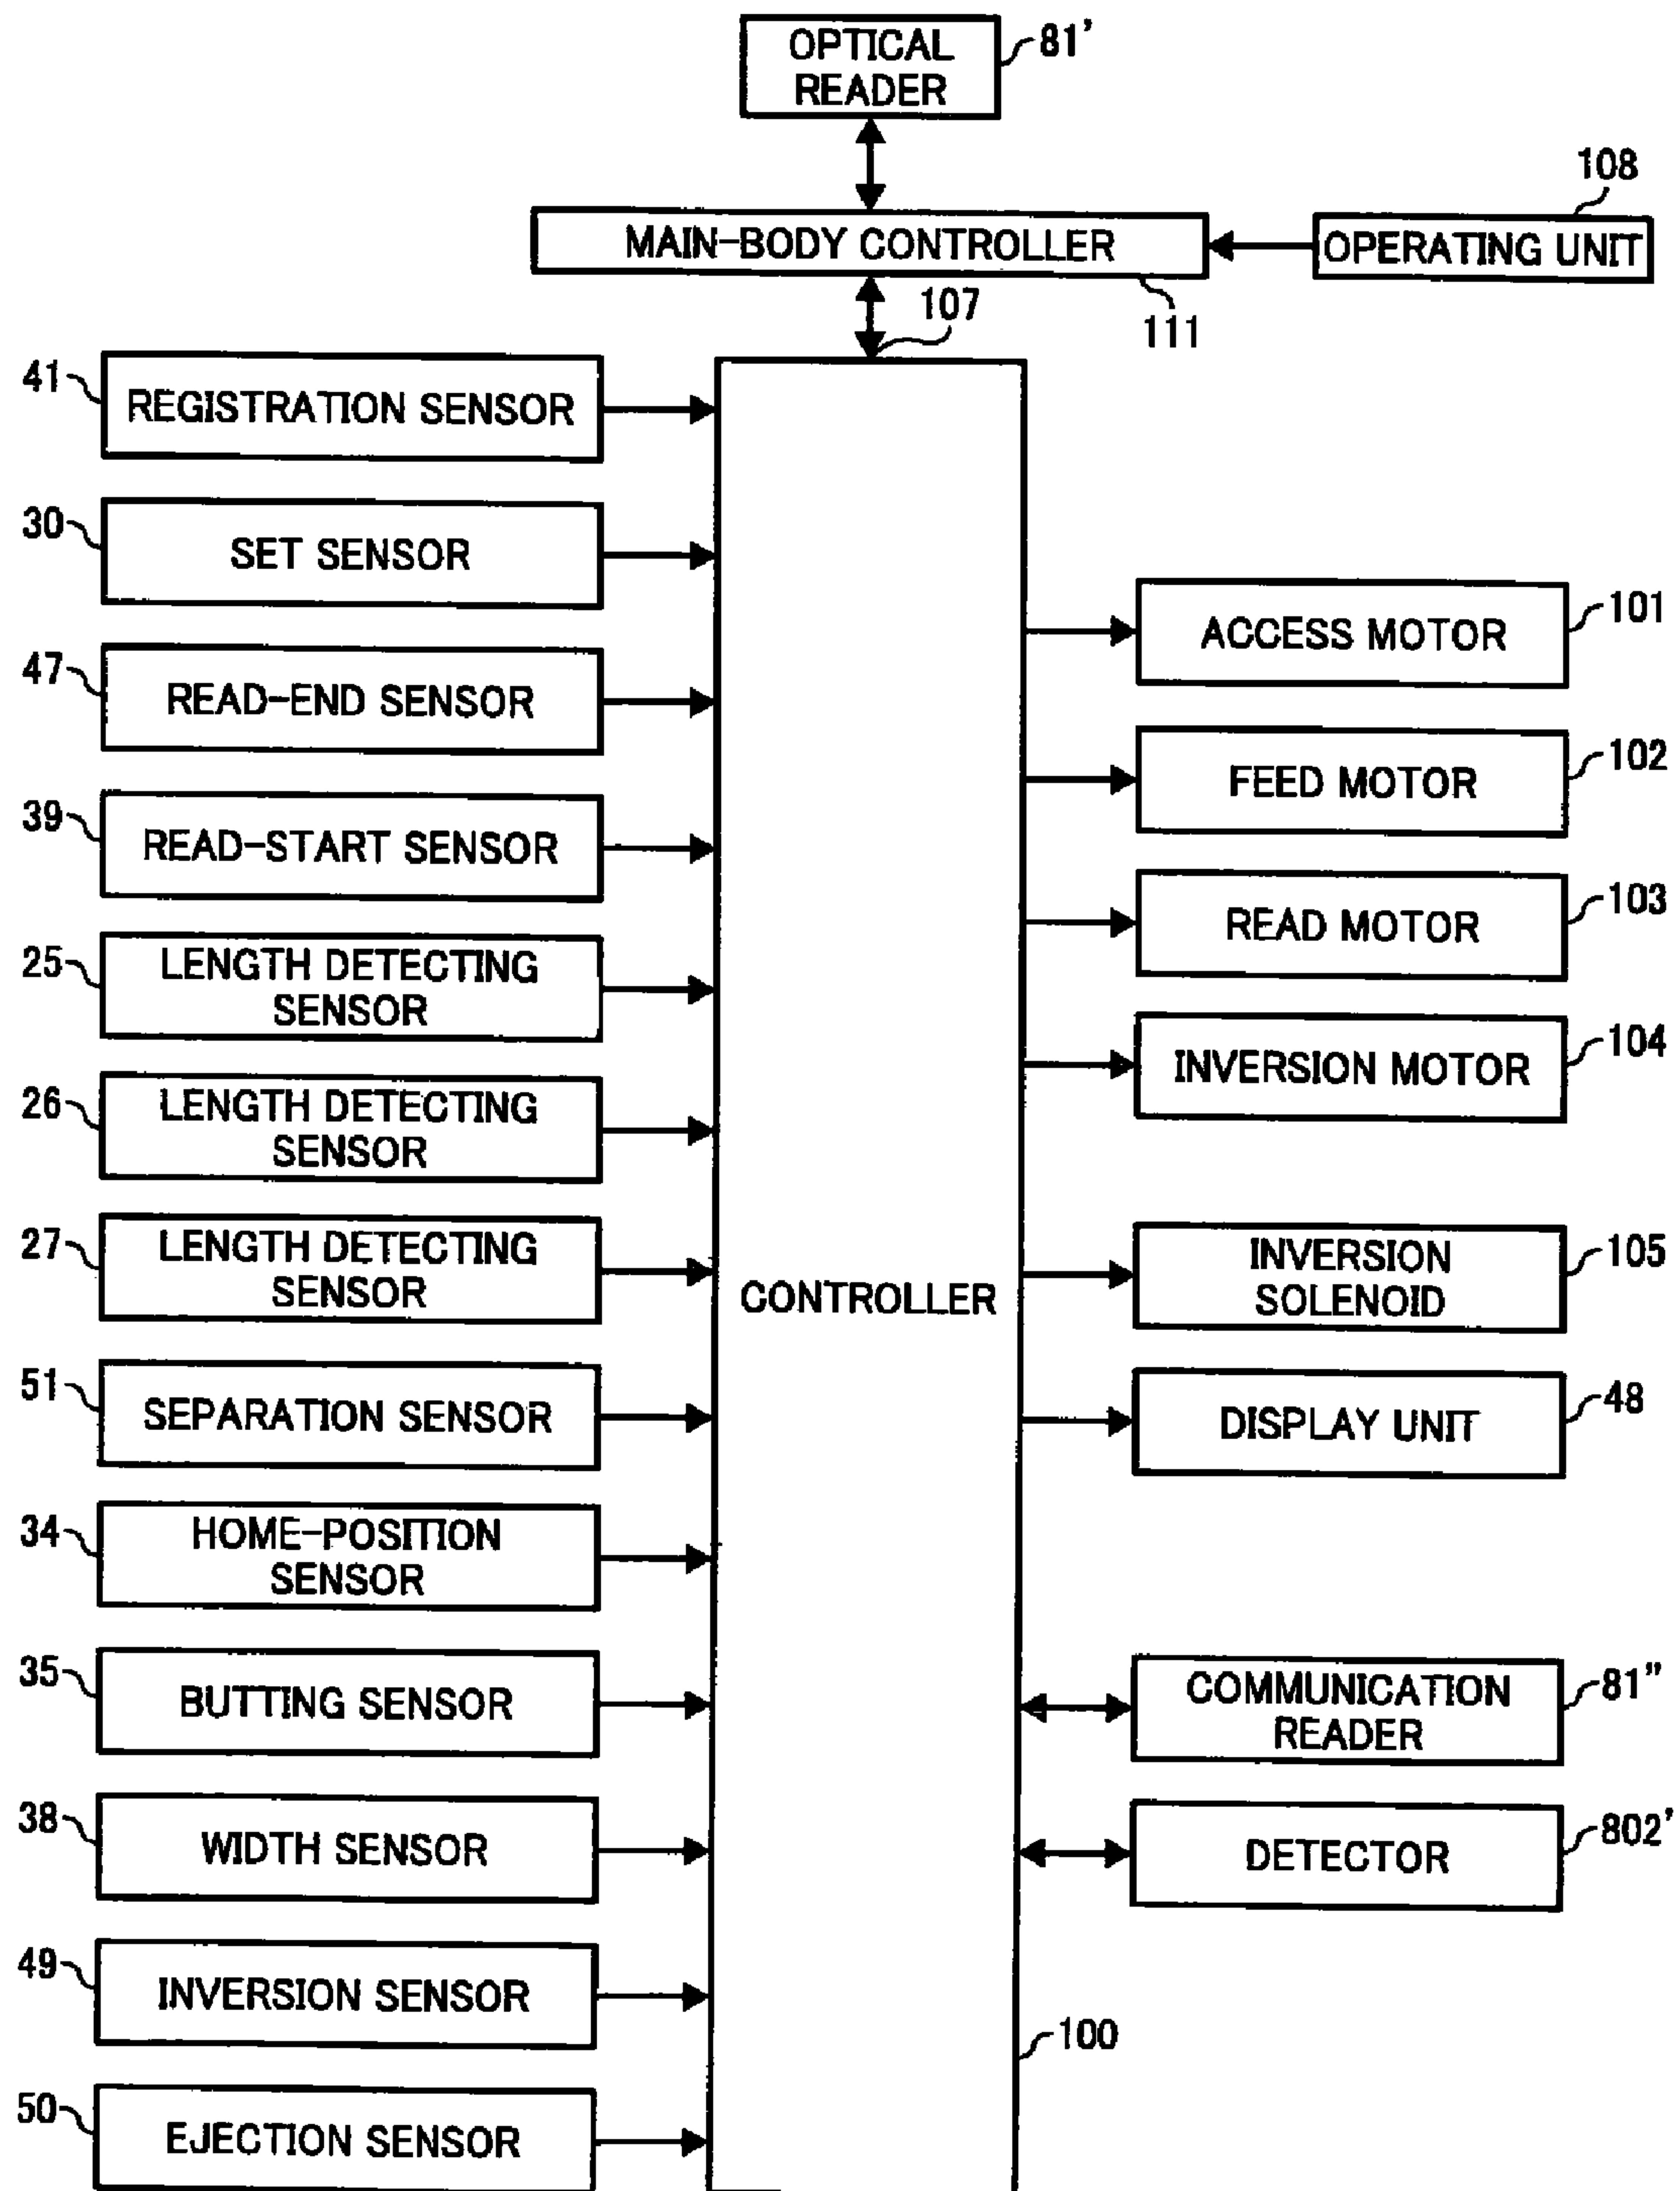 OPTICAL
READER
81'
108
MAIN-BODY CONTROLLER
OPERATING UNIT
107
111
41
REGISTRATION SENSOR
30
SET SENSOR
47
READ-END SENSOR
39
READ-START SENSOR
25
LENGTH DETECTING
SENSOR
26
LENGTH DETECTING
SENSOR
27
LENGTH DETECTING
SENSOR
51
SEPARATION SENSOR
34
HOME-POSITION
SENSOR
35
BUTTING SENSOR
38
WIDTH SENSOR
49
INVERSION SENSOR
50
EJECTION SENSOR
CONTROLLER
100
ACCESS MOTOR
101
FEED MOTOR
102
READ MOTOR
103
INVERSION MOTOR
104
INVERSION
SOLENOID
105
DISPLAY UNIT
48
COMMUNICATION
READER
81"
DETECTOR
802'